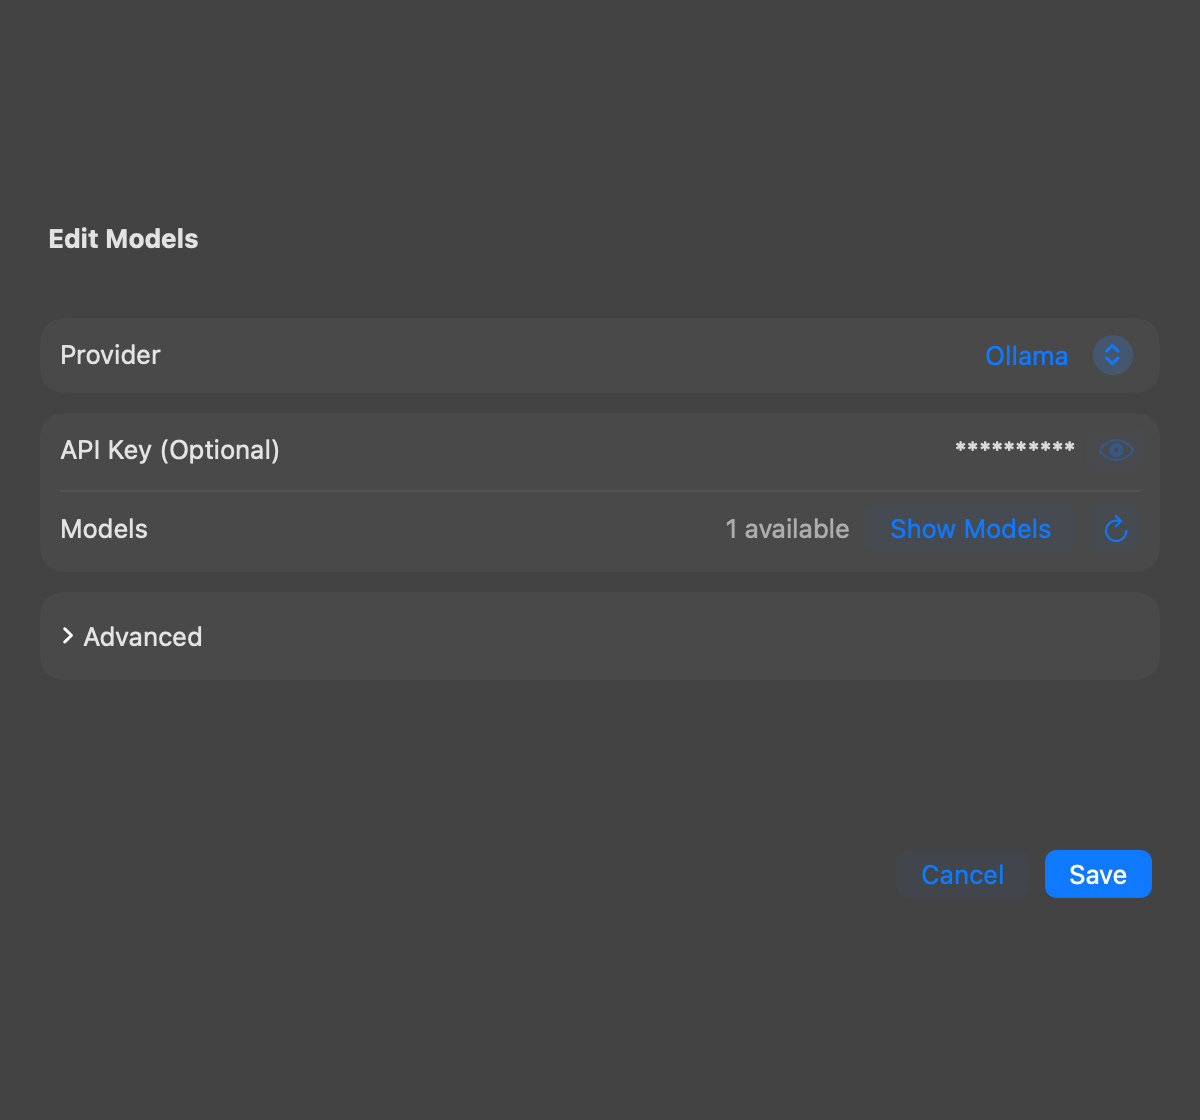 Edit Models
Provider Ollama
API Key (Optional) **********
Models 1 available Show Models
Advanced
Cancel Save